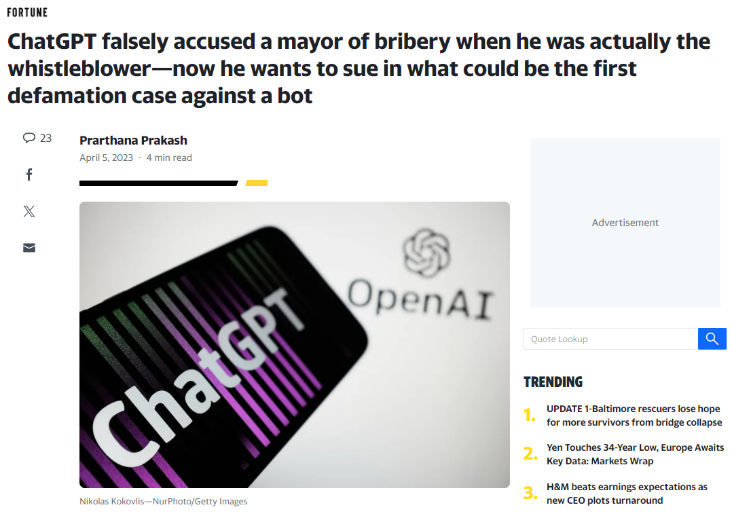 FORTUNE
ChatGPT falsely accused a mayor of bribery when he was actually the
whistleblower—now he wants to sue in what could be the first
defamation case against a bot
23
Prarthana Prakash
April 5, 2023 · 4 min read
Advertisement
OpenAI
ChatGPT
Nikolas Kokovlis—NurPhoto/Getty Images
Quote Lookup
TRENDING
1. UPDATE 1-Baltimore rescuers lose hope
for more survivors from bridge collapse
2. Yen Touches 34-Year Low, Europe Awaits
Key Data: Markets Wrap
3. H&M beats earnings expectations as
new CEO plots turnaround